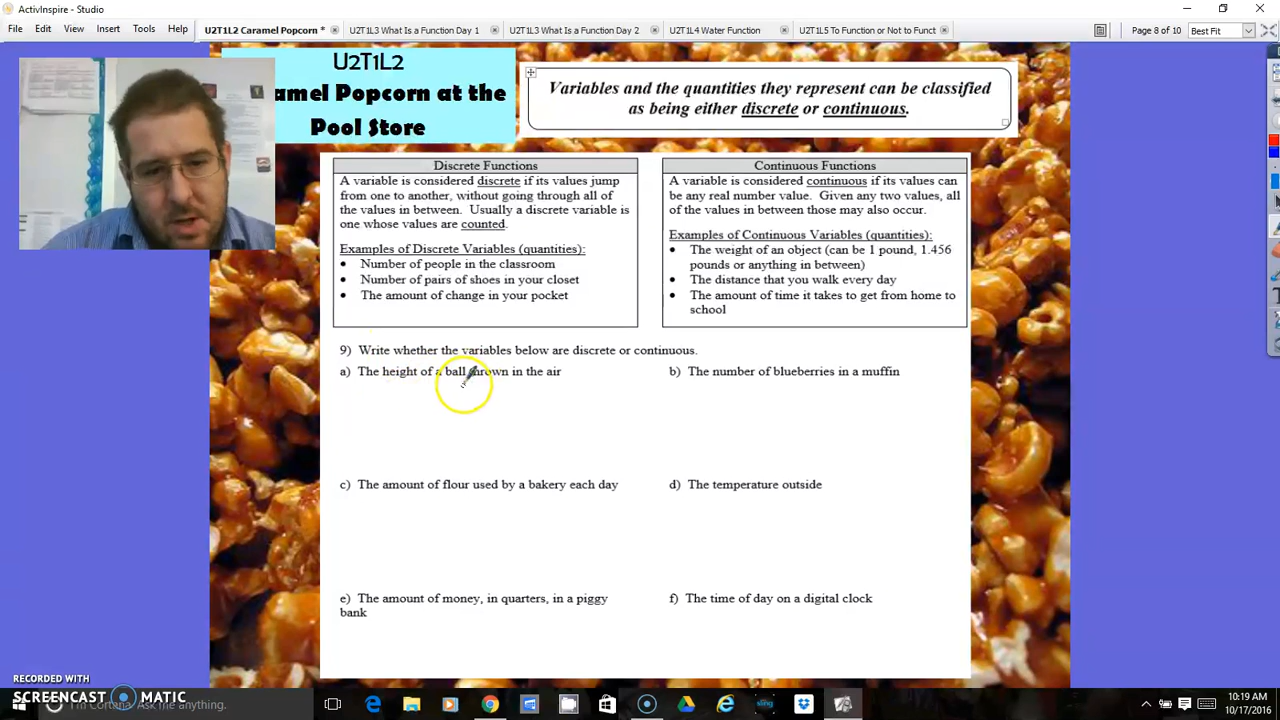 ActivInspire - Studio
File Edit View Insert Tools Help
U2T1L2 Caramel Popcorn *
U2T1L3 What Is a Function Day 1
U2T1L3 What Is a Function Day 2
U2T1L4 Water Function
U2T1L5 To Function or Not to Funct
Page 8 of 10
Best Fit
U2T1L2
amel Popcorn at the
Pool Store
Variables and the quantities they represent can be classified
as being either discrete or continuous.
Discrete Functions
A variable is considered discrete if its values jump
from one to another, without going through all of
the values in between. Usually a discrete variable is
one whose values are counted.
Examples of Discrete Variables (quantities):
• Number of people in the classroom
• Number of pairs of shoes in your closet
• The amount of change in your pocket
Continuous Functions
A variable is considered continuous if its values can
be any real number value. Given any two values, all
of the values in between those may also occur.
Examples of Continuous Variables (quantities):
• The weight of an object (can be 1 pound, 1.456
pounds or anything in between)
• The distance that you walk every day
• The amount of time it takes to get from home to
school
9) Write whether the variables below are discrete or continuous.
a) The height of a ball thrown in the air
b) The number of blueberries in a muffin
c) The amount of flour used by a bakery each day
d) The temperature outside
e) The amount of money, in quarters, in a piggy
bank
f) The time of day on a digital clock
RECORDED WITH
SCREENCAST MATIC
I'm Cortana. Ask me anything.
sling
10:19 AM
10/17/2016